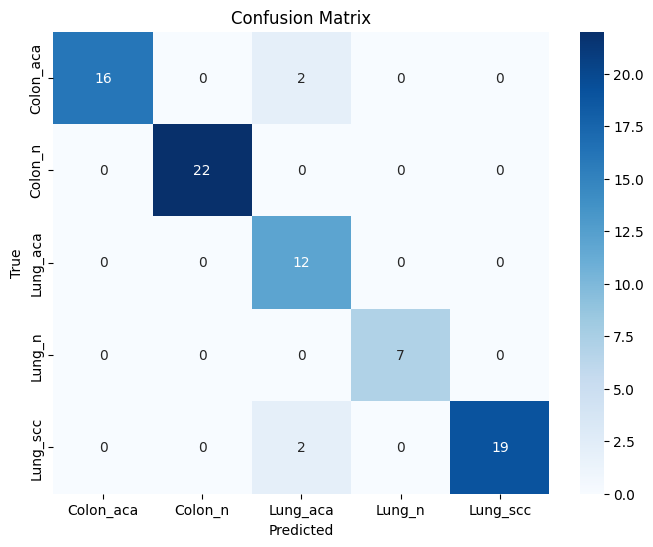 Confusion Matrix
Colon_aca 16 0 2 0 0
Colon_n 0 22 0 0 0
Lung_aca 0 0 12 0 0
Lung_n 0 0 0 7 0
Lung_scc 0 0 2 0 19
True
Colon_aca Colon_n Lung_aca Lung_n Lung_scc
Predicted
20.0
17.5
15.0
12.5
10.0
7.5
5.0
2.5
0.0